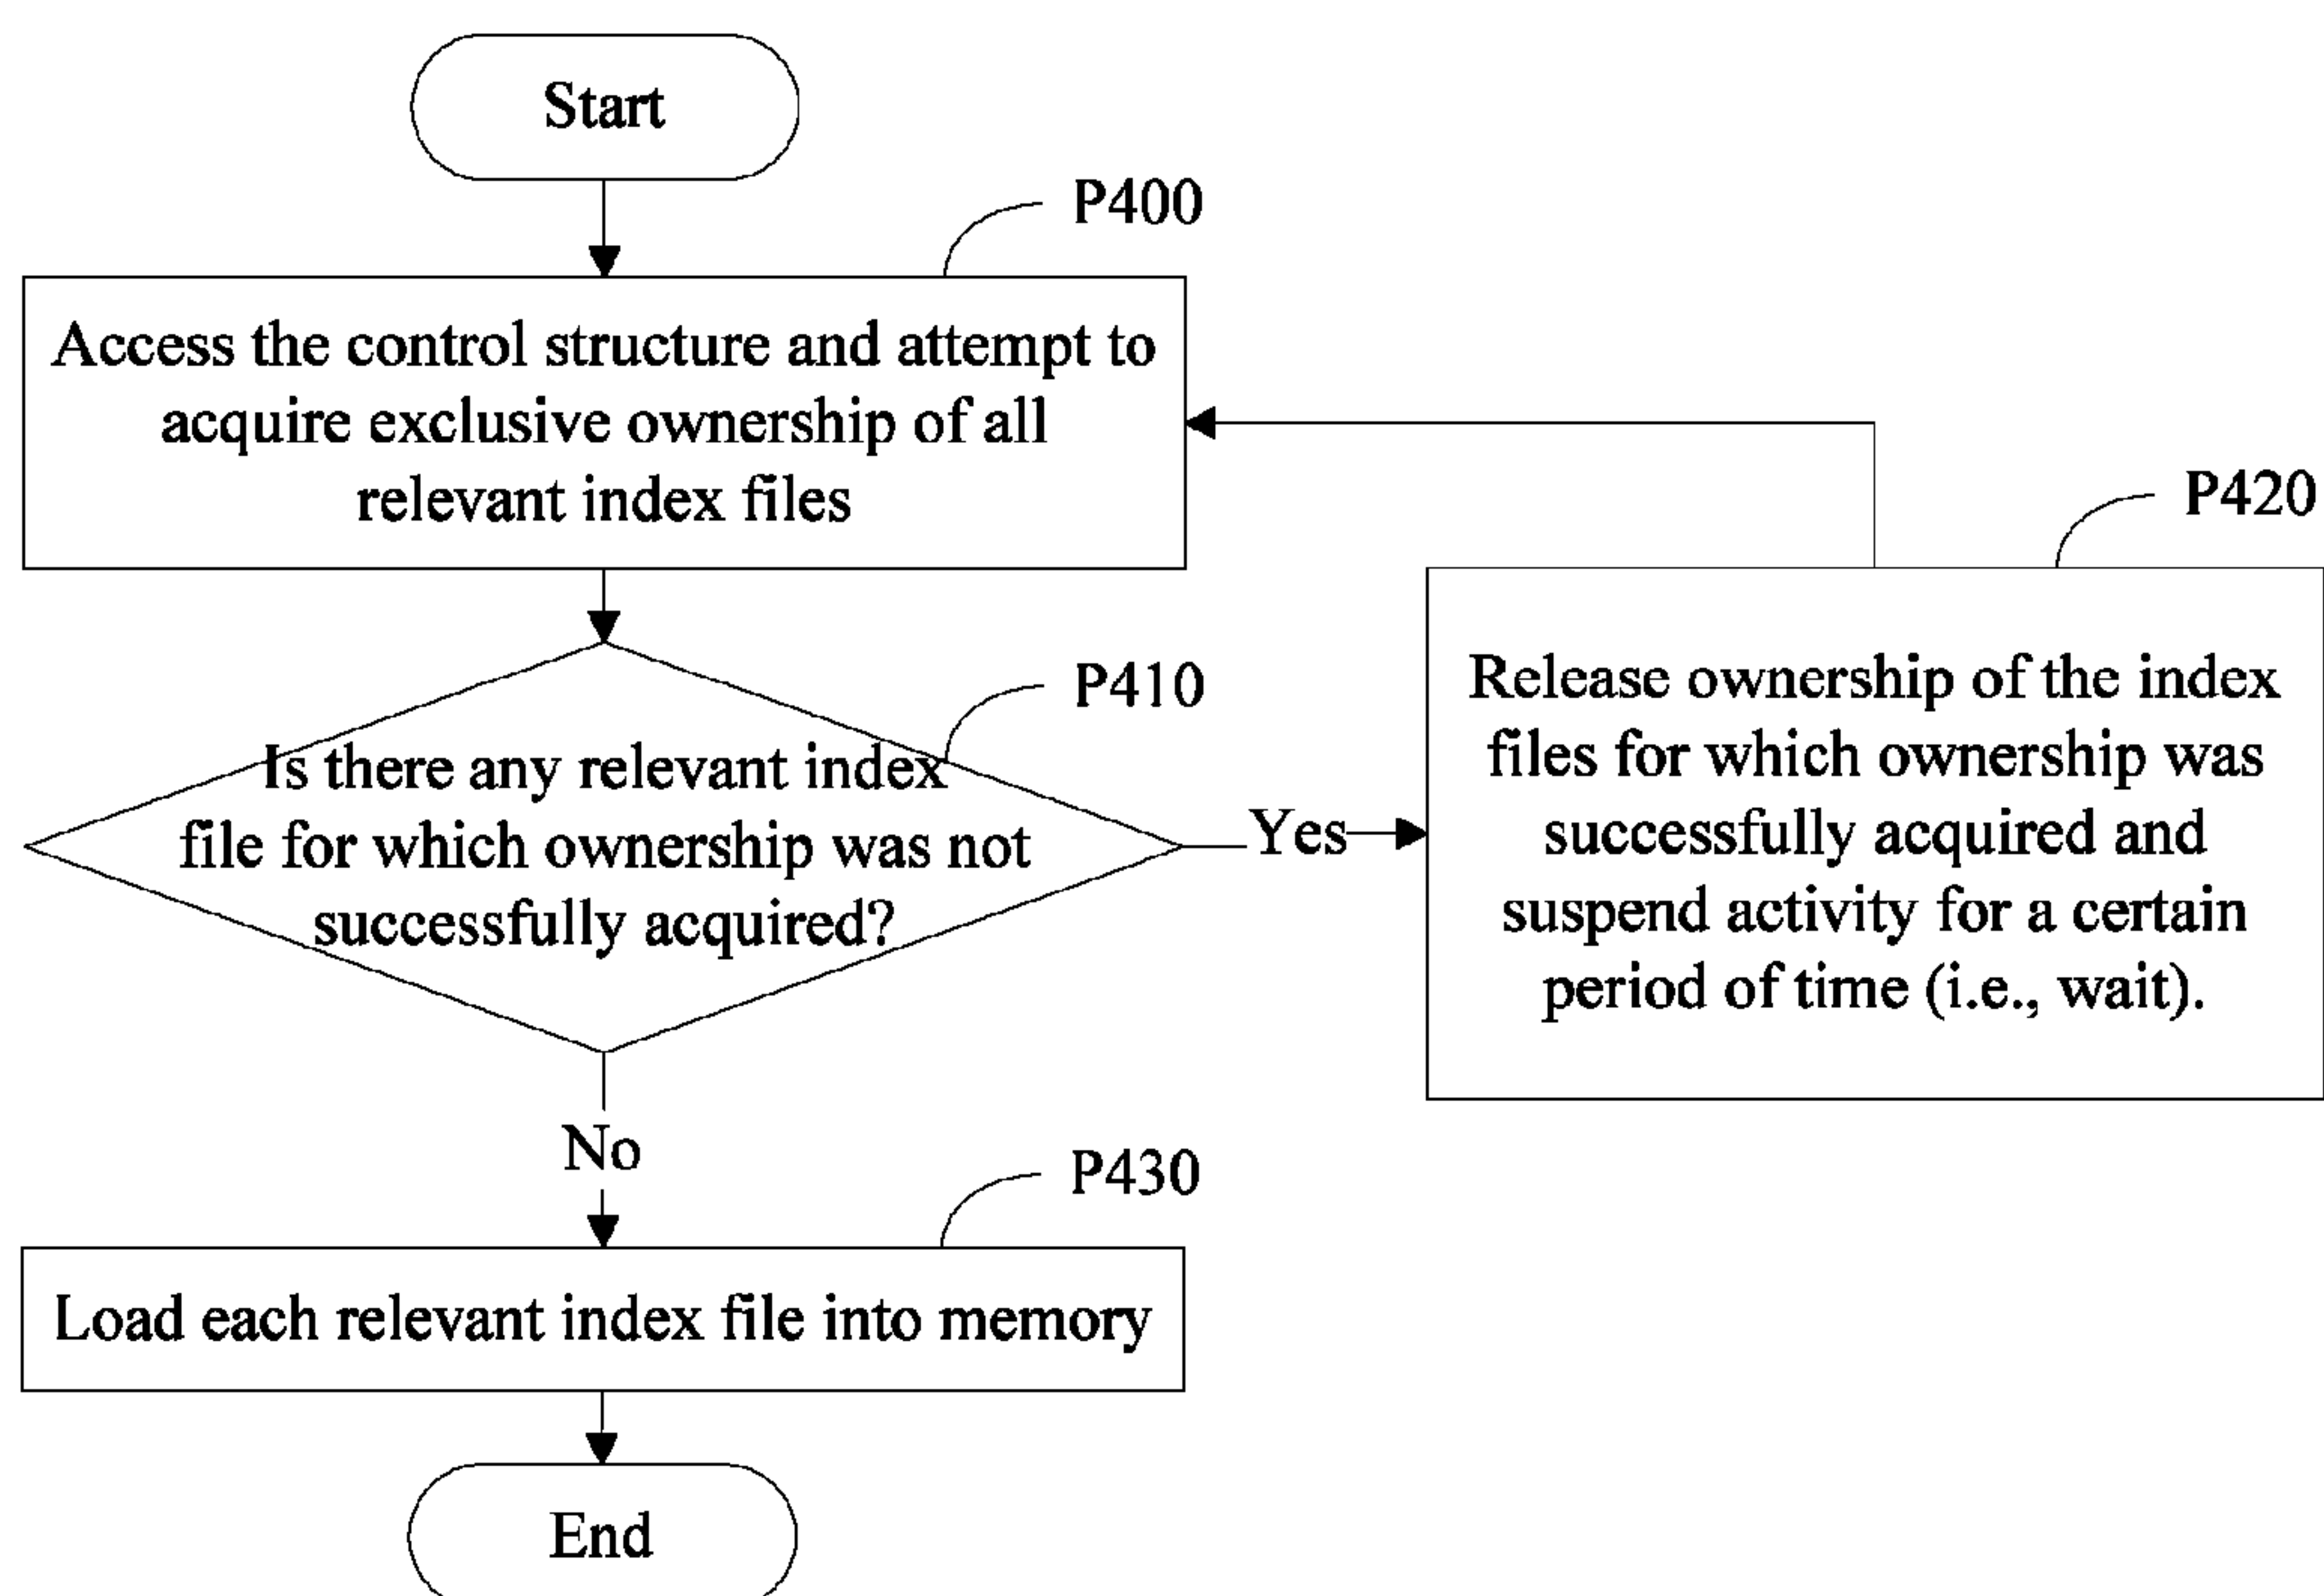 Start
P400
Access the control structure and attempt to
acquire exclusive ownership of all
relevant index files
P420
P410
Is there any relevant index
file for which ownership was not
successfully acquired?
Yes
Release ownership of the index
files for which ownership was
successfully acquired and
suspend activity for a certain
period of time (i.e., wait).
No
P430
Load each relevant index file into memory
End